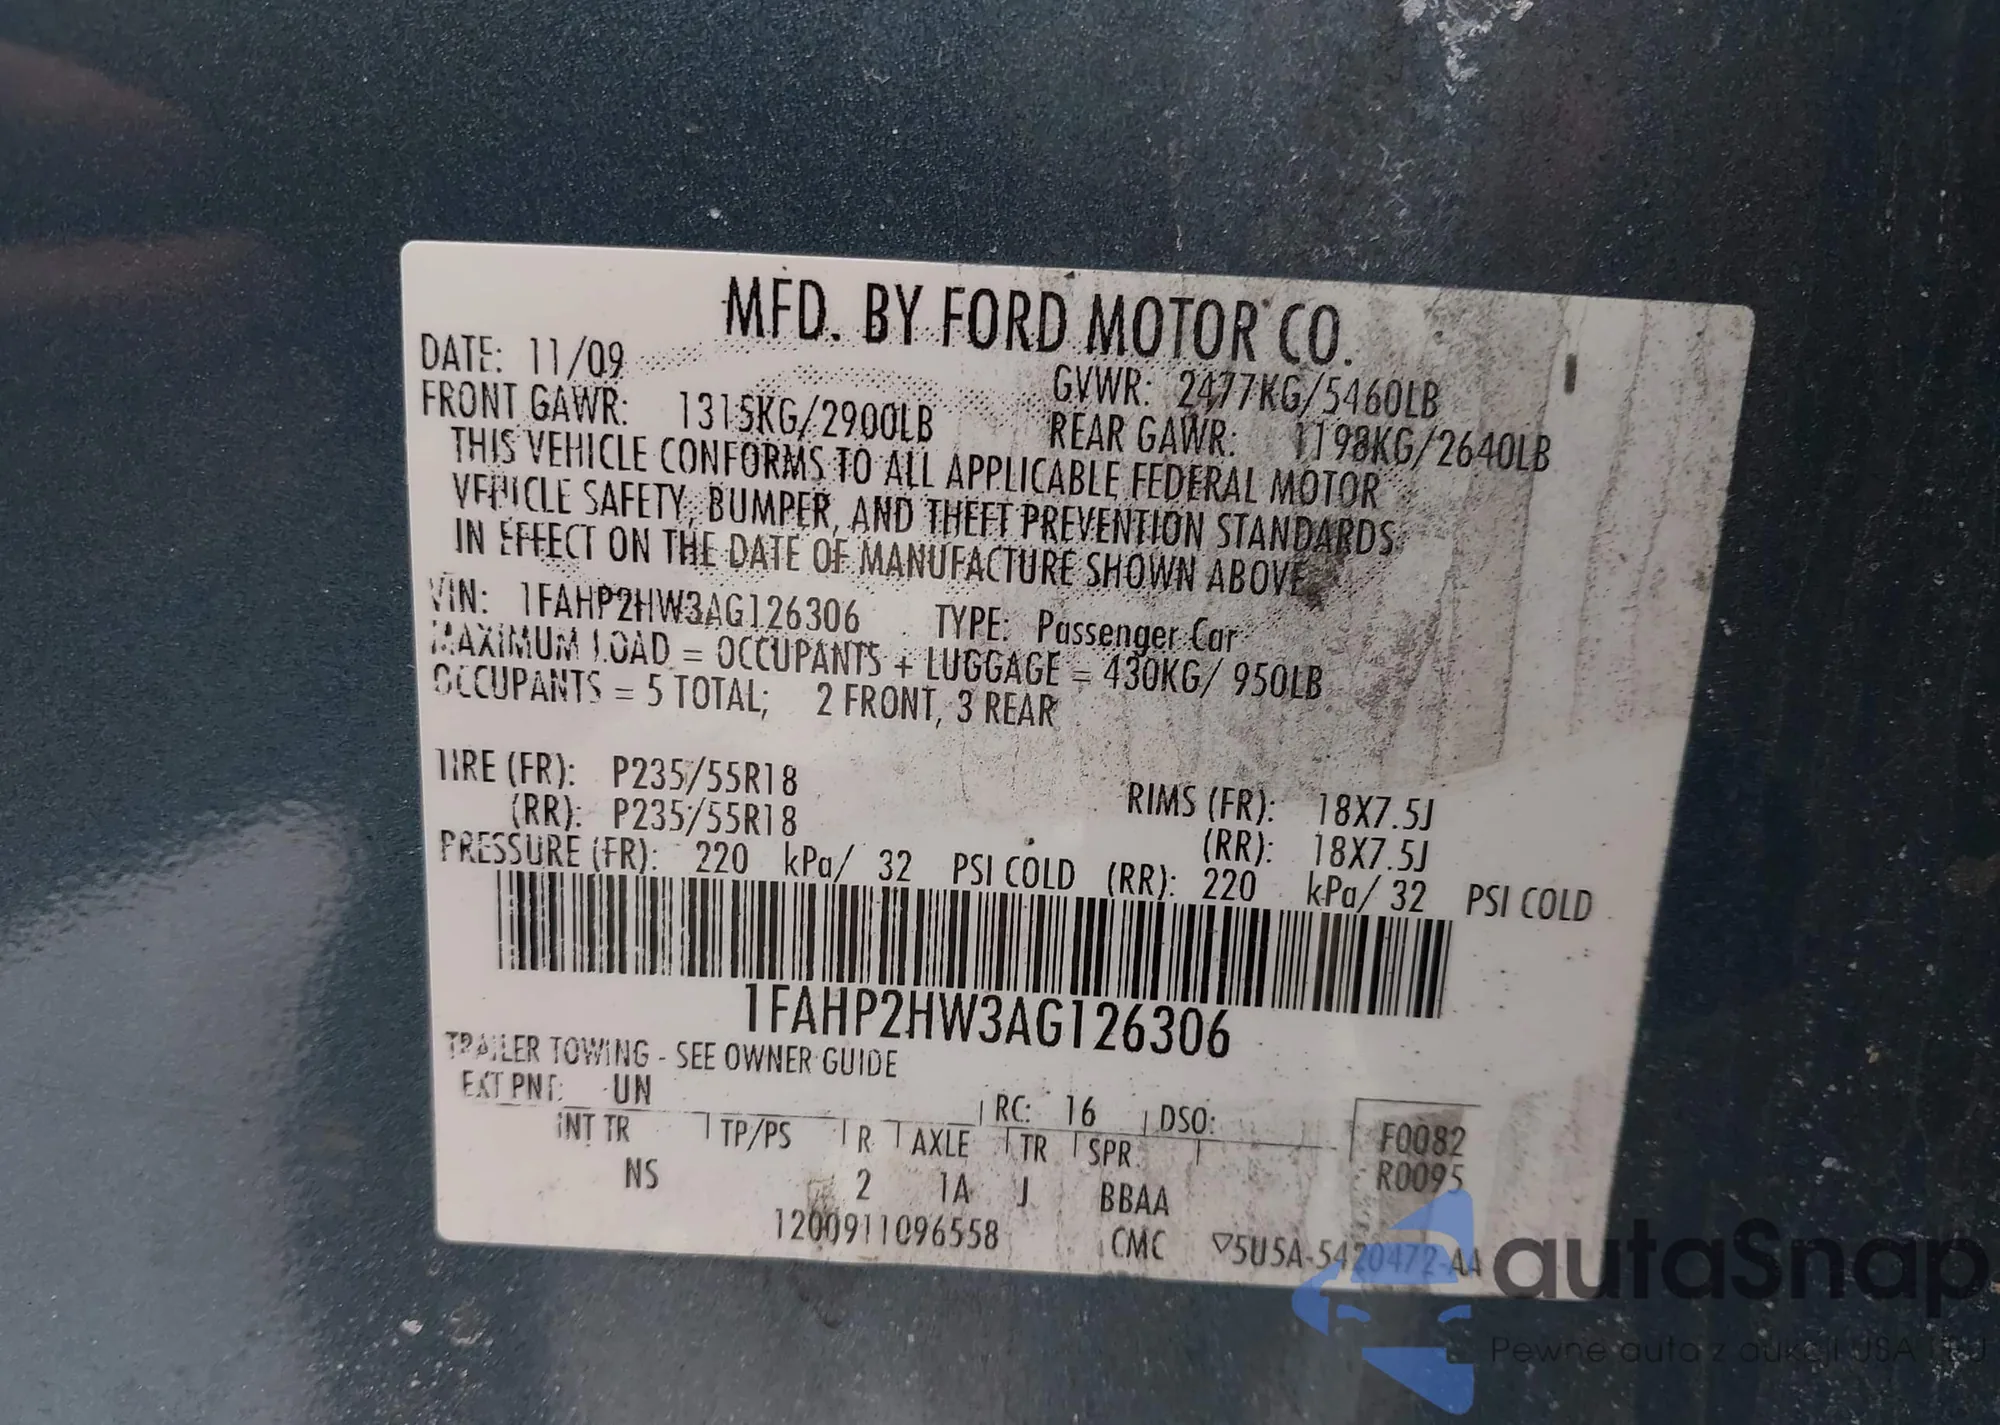 MFD. BY FORD MOTOR CO.
DATE: 11/09 GVWR: 2477KG/5460LB
FRONT GAWR: 1315KG/2900LB REAR GAWR: 1198KG/2640LB
THIS VEHICLE CONFORMS TO ALL APPLICABLE FEDERAL MOTOR
VEHICLE SAFETY, BUMPER, AND THEFT PREVENTION STANDARDS
IN EFFECT ON THE DATE OF MANUFACTURE SHOWN ABOVE.
VIN: 1FAHP2HW3AG126306 TYPE: Passenger Car
MAXIMUM LOAD = OCCUPANTS + LUGGAGE = 430KG/ 950LB
OCCUPANTS = 5 TOTAL; 2 FRONT, 3 REAR
TIRE (FR): P235/55R18 RIMS (FR): 18X7.5J
(RR): P235/55R18 (RR): 18X7.5J
PRESSURE (FR): 220 kPa/ 32 PSI COLD (RR): 220 kPa/ 32 PSI COLD
1FAHP2HW3AG126306
TRAILER TOWING - SEE OWNER GUIDE
EXT PNT: UN RC: 16 DSO: F0082
INT TR TP/PS R AXLE TR SPR R0095
NS 2 1A J BBAA
1200911096558 CMC ▽5U5A-5420472-AA
autaSnap
Pewne auta z aukcji USA i EU